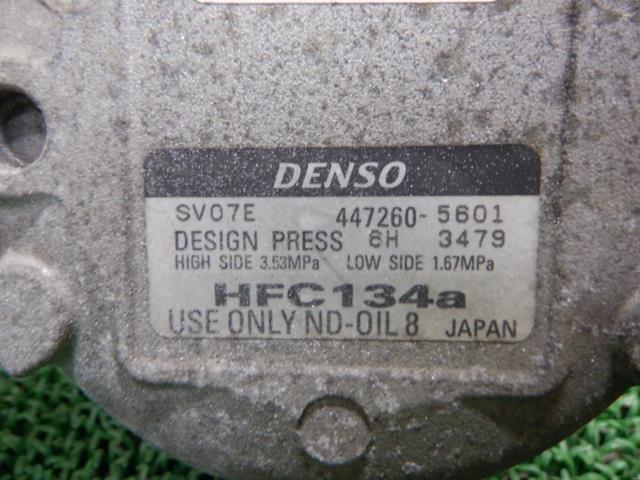 DENSO
SV07E 447260-5601
DESIGN PRESS 6H 3479
HIGH SIDE 3.53MPa LOW SIDE 1.67MPa
HFC134a
USE ONLY ND-OIL 8 JAPAN